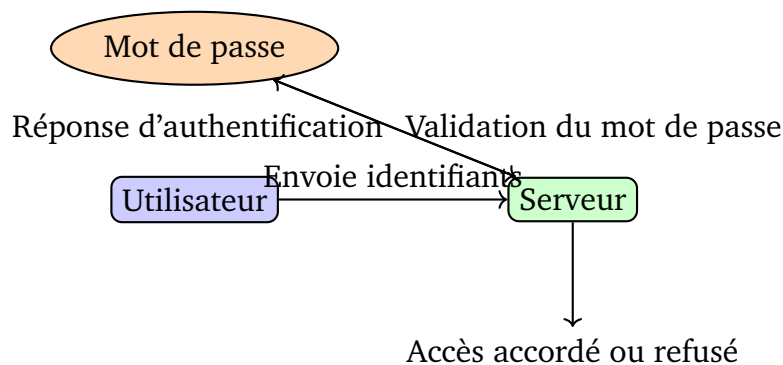 Mot de passe
Réponse d'authentification
Validation du mot de passe
Envoie identifiants
Utilisateur
Serveur
Accès accordé ou refusé